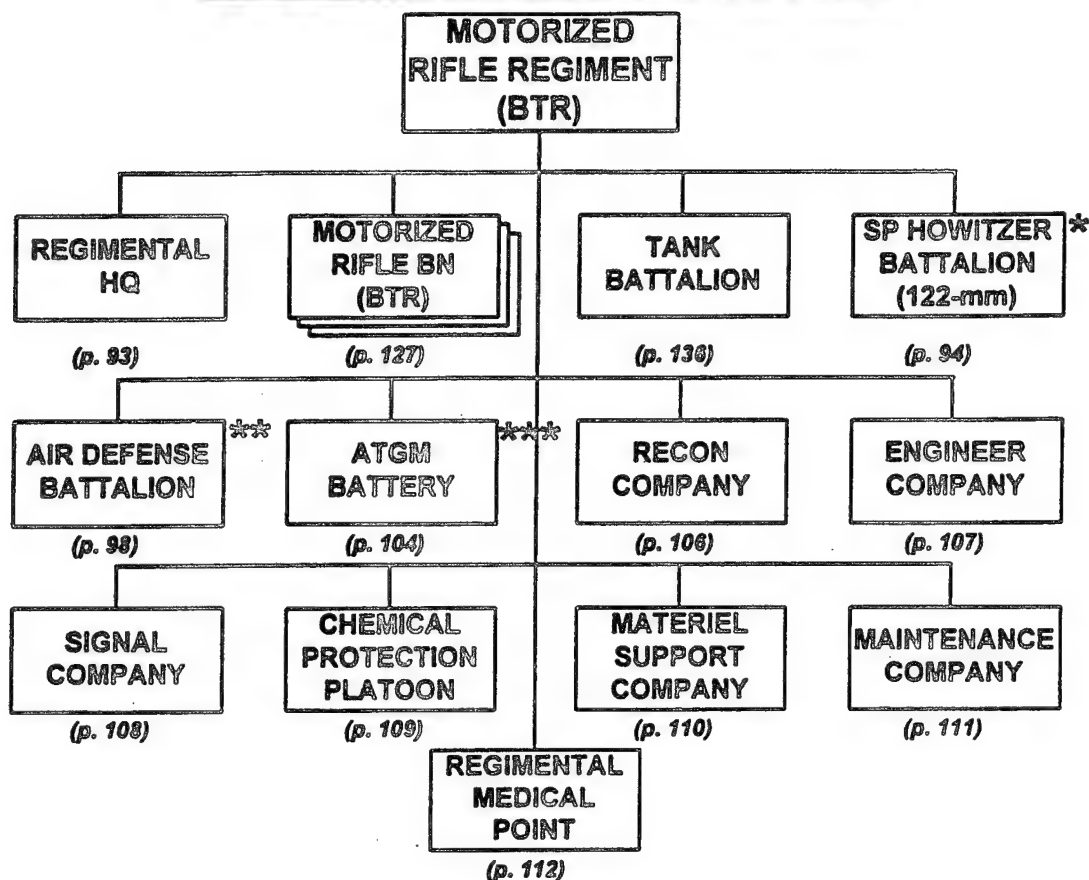 MOTORIZED
RIFLE REGIMENT
(BTR)
REGIMENTAL
HQ
(p. 93)
MOTORIZED
RIFLE BN
(BTR)
(p. 127)
TANK
BATTALION
(p. 136)
SP HOWITZER *
BATTALION
(122-mm)
(p. 94)
AIR DEFENSE **
BATTALION
(p. 98)
ATGM ***
BATTERY
(p. 104)
RECON
COMPANY
(p. 106)
ENGINEER
COMPANY
(p. 107)
SIGNAL
COMPANY
(p. 108)
CHEMICAL
PROTECTION
PLATOON
(p. 109)
MATERIEL
SUPPORT
COMPANY
(p. 110)
MAINTENANCE
COMPANY
(p. 111)
REGIMENTAL
MEDICAL
POINT
(p. 112)